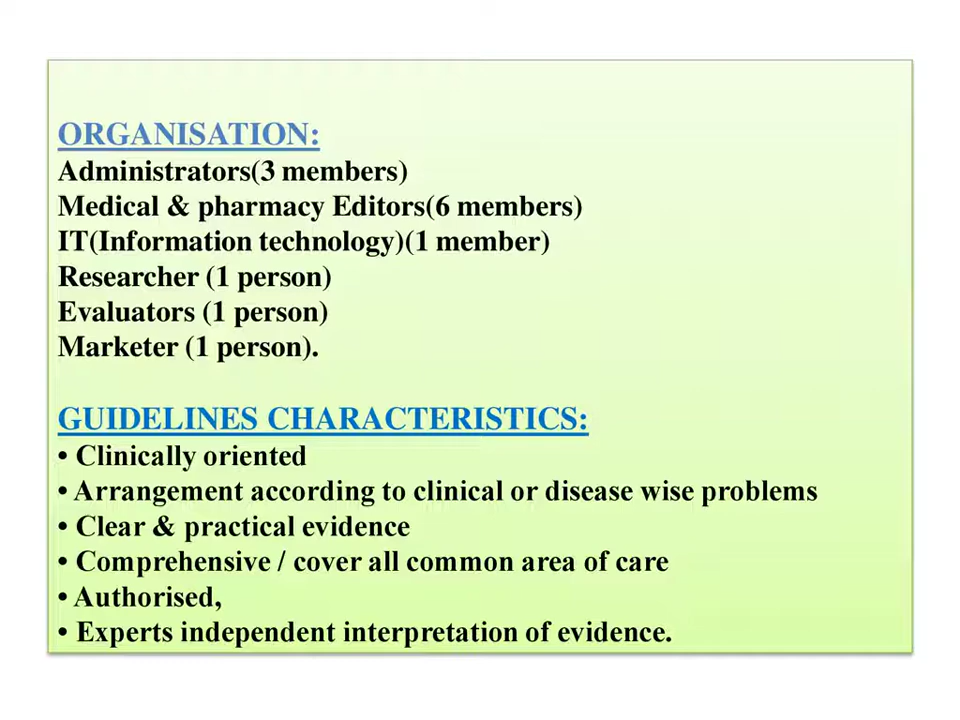 ORGANISATION:
Administrators(3 members)
Medical & pharmacy Editors(6 members)
IT(Information technology)(1 member)
Researcher (1 person)
Evaluators (1 person)
Marketer (1 person).
GUIDELINES CHARACTERISTICS:
• Clinically oriented
• Arrangement according to clinical or disease wise problems
• Clear & practical evidence
• Comprehensive / cover all common area of care
• Authorised,
• Experts independent interpretation of evidence.